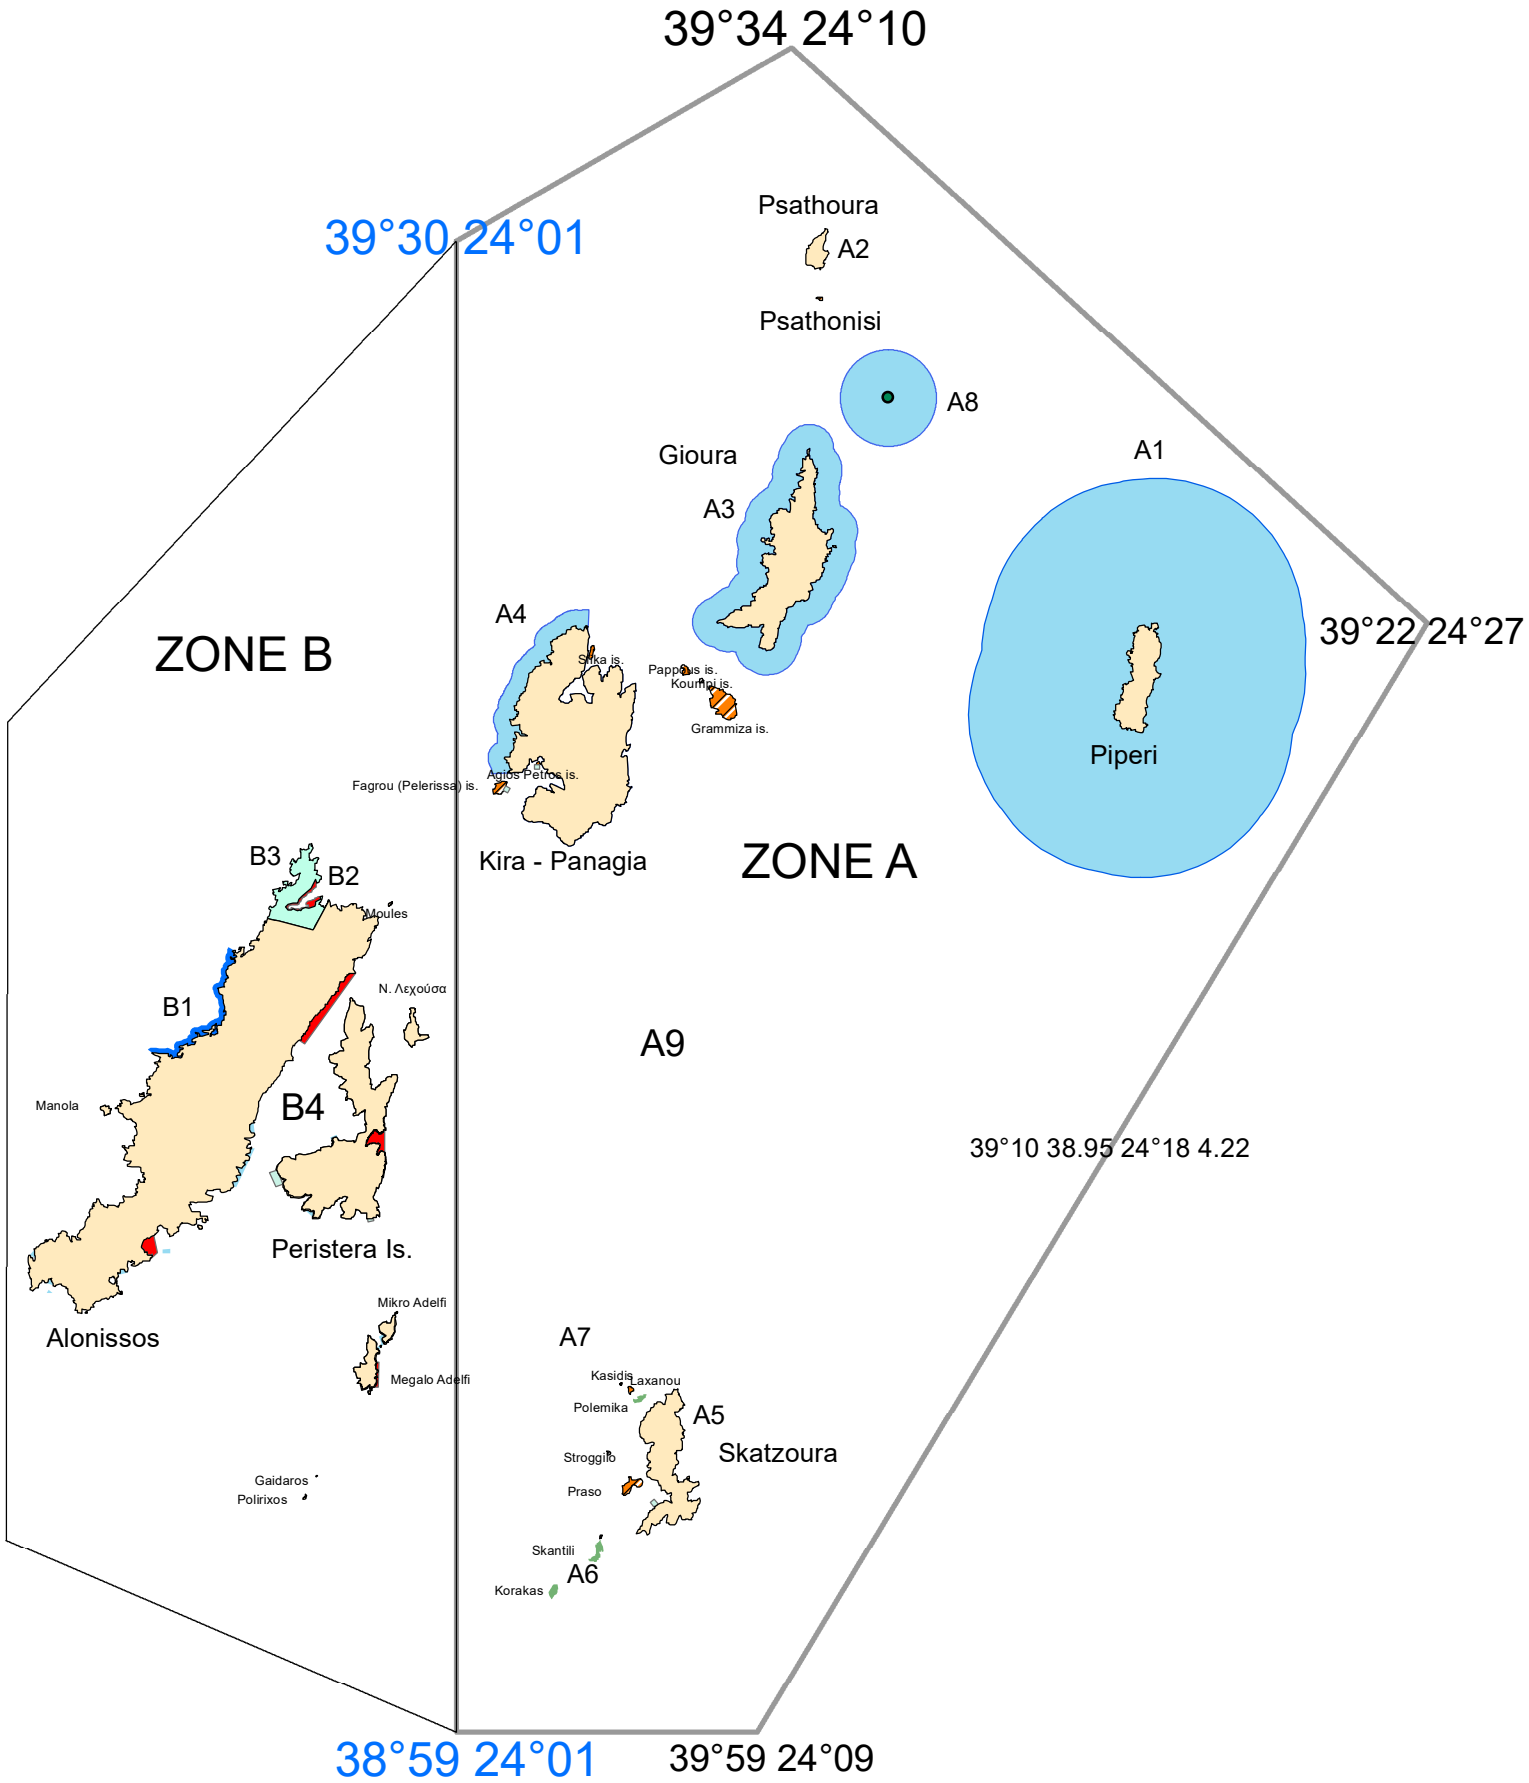 39°34 24°10
Psathoura
39°30 24°01
A2
Psathonisi
A8
A1
Gioura
A3
A4
39°22 24°27
ZONE B
Sfika is.
Pappous is.
Koumpi is.
Grammiza is.
Piperi
Agios Petros is.
Fagrou (Pelerissa) is.
B3
Kira - Panagia
ZONE A
B2
Moules
N. Λεχούσα
B1
A9
Manola
B4
39°10 38.95 24°18 4.22
Peristera Is.
Mikro Adelfi
Alonissos
A7
Kasidis
Megalo Adelfi
Laxanou
Polemika
A5
Skatzoura
Stroggilo
Gaidaros
Praso
Polirixos
Skantili
A6
Korakas
38°59 24°01
39°59 24°09